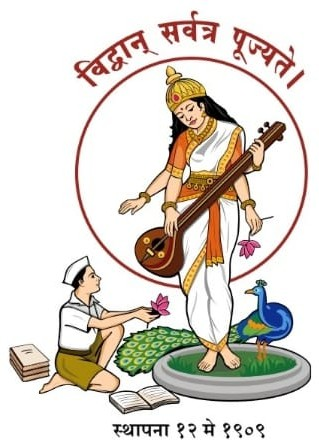 विद्वान् सर्वत्र पूज्यते।
स्थापना १२ मे १९०९